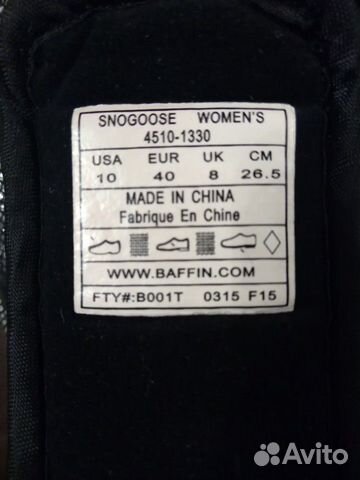 SNOGOOSE WOMEN'S
4510-1330
USA EUR UK CM
10 40 8 26.5
MADE IN CHINA
Fabrique En Chine
WWW.BAFFIN.COM
FTY#:B001T 0315 F15
Avito